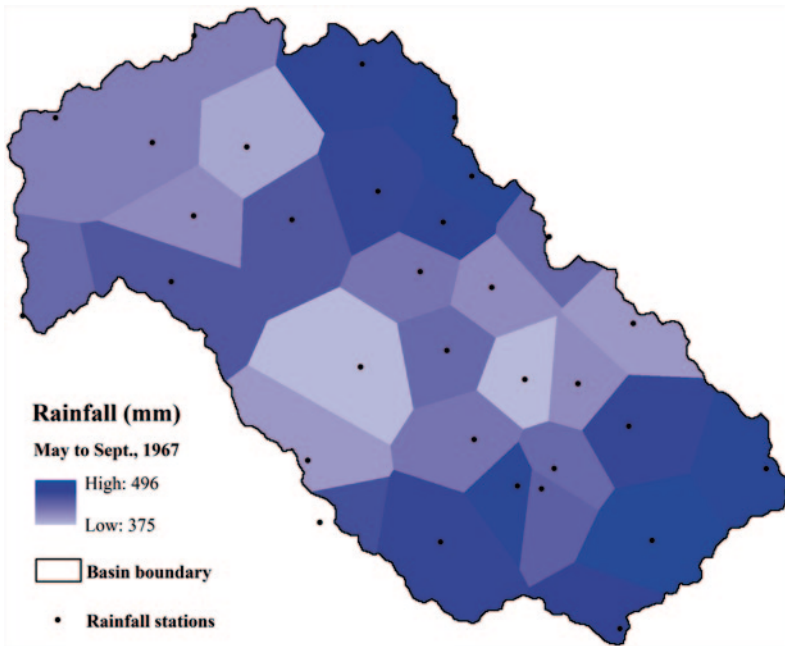 Rainfall (mm)
May to Sept., 1967
High: 496
Low: 375
Basin boundary
Rainfall stations